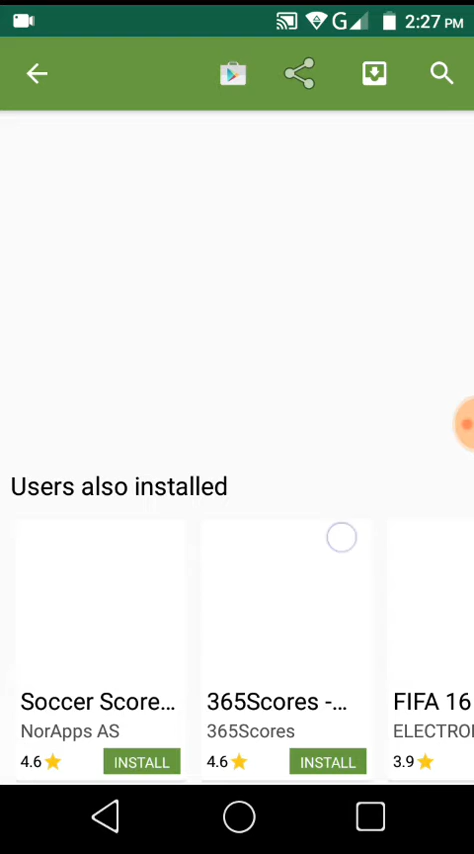 G 2:27 PM
Users also installed
Soccer Score... 365Scores -... FIFA 16
NorApps AS 365Scores ELECTRO
4.6 INSTALL 4.6 INSTALL 3.9